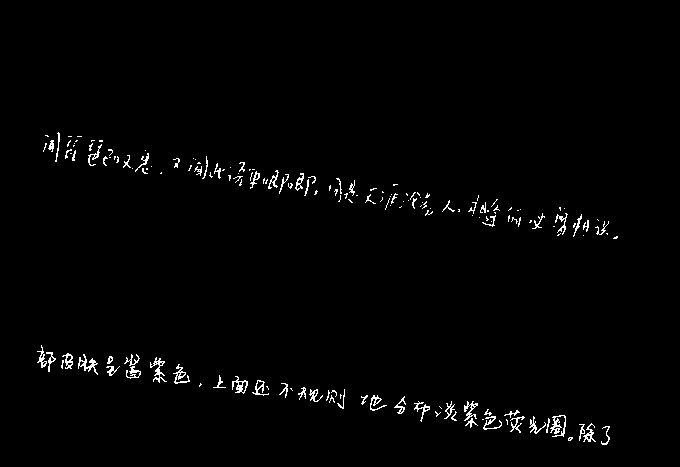 闻琵琶已叹息，又闻此语重唧唧。同是天涯沦落人，相逢何必曾相识。
部皮肤呈酱紫色，上面还不规则地分布淡紫色荧光圈。除了